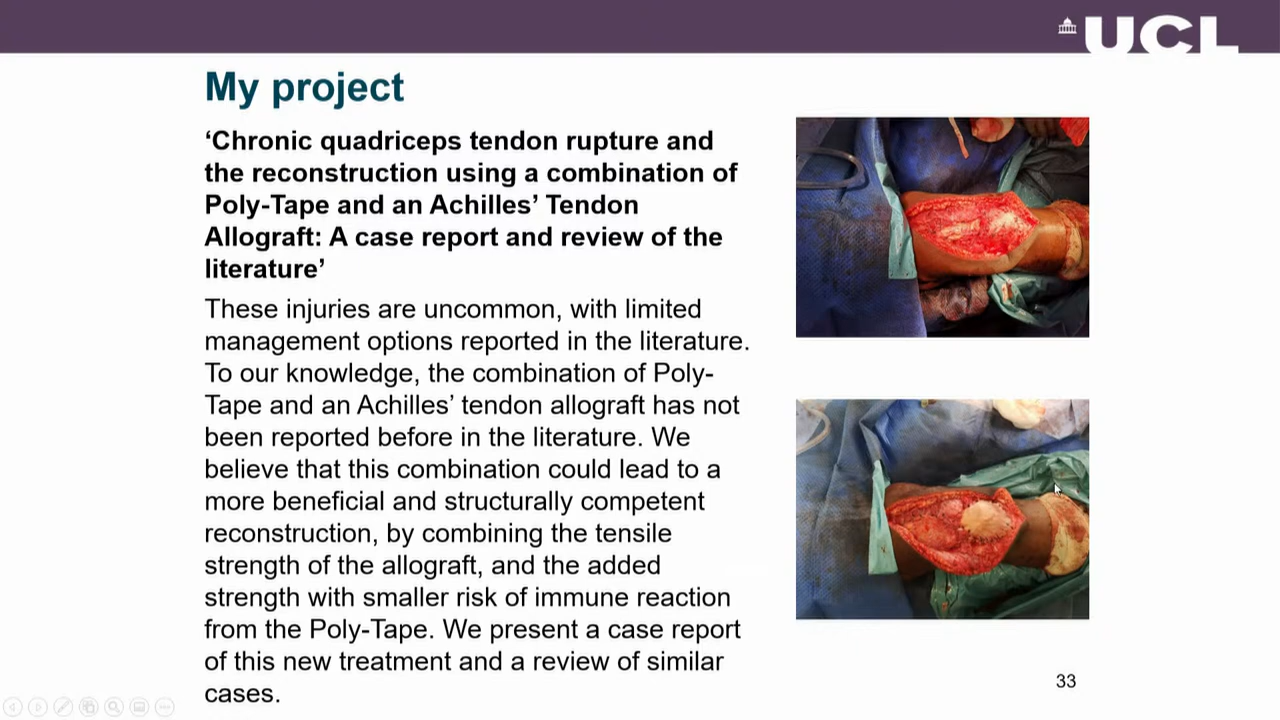 UCL
My project
‘Chronic quadriceps tendon rupture and
the reconstruction using a combination of
Poly-Tape and an Achilles’ Tendon
Allograft: A case report and review of the
literature’
These injuries are uncommon, with limited
management options reported in the literature.
To our knowledge, the combination of Poly-
Tape and an Achilles’ tendon allograft has not
been reported before in the literature. We
believe that this combination could lead to a
more beneficial and structurally competent
reconstruction, by combining the tensile
strength of the allograft, and the added
strength with smaller risk of immune reaction
from the Poly-Tape. We present a case report
of this new treatment and a review of similar
cases.
33